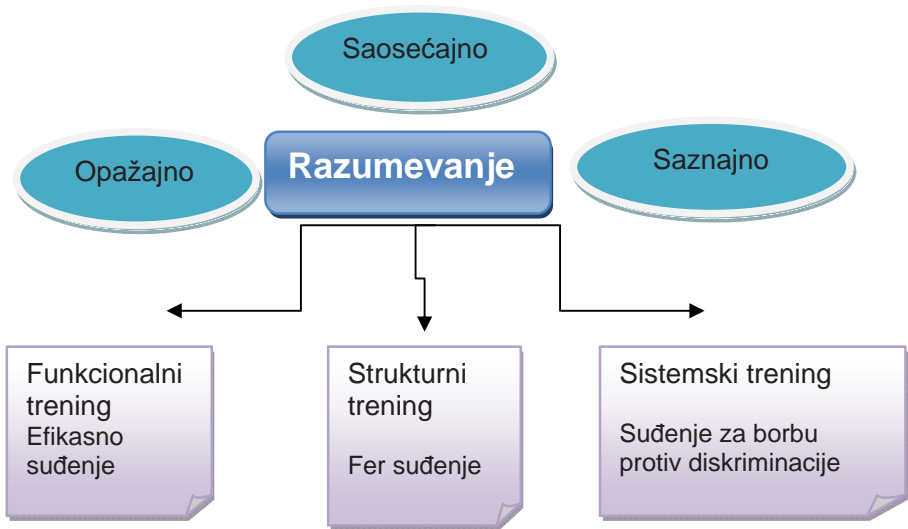 Saosećajno
Opažajno
Razumevanje
Saznajno
Funkcionalni
trening
Efikasno
suđenje
Strukturni
trening
Fer suđenje
Sistemski trening
Suđenje za borbu
protiv diskriminacije